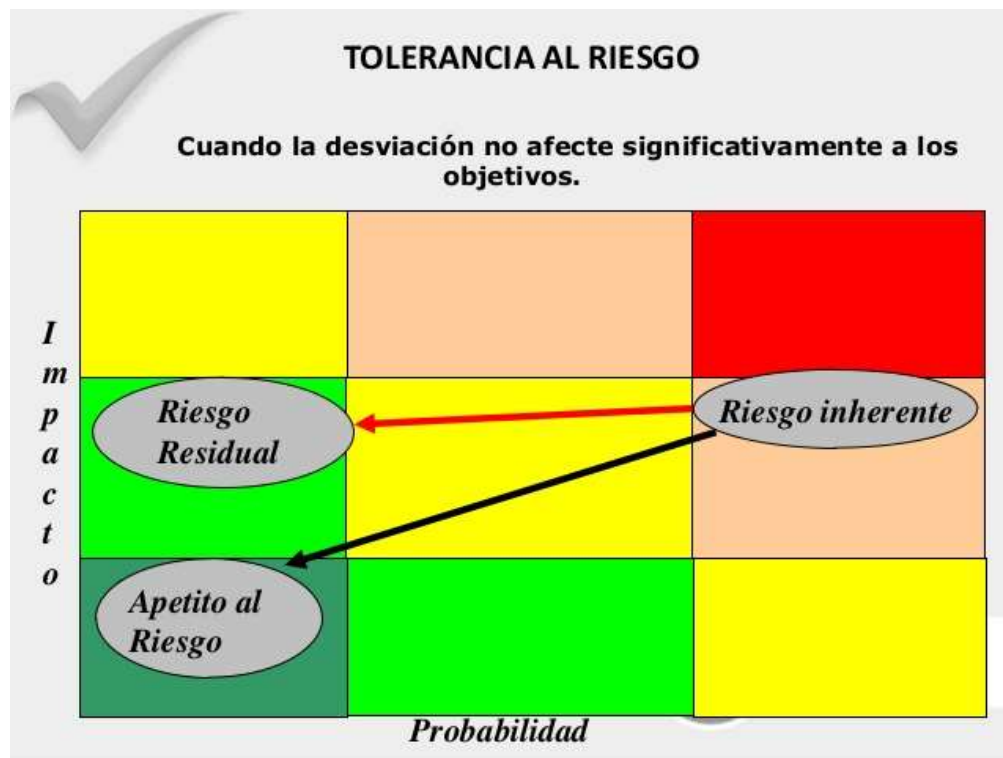 TOLERANCIA AL RIESGO
Cuando la desviación no afecte significativamente a los
objetivos.
Impacto
Riesgo
Residual
Riesgo inherente
Apetito al
Riesgo
Probabilidad